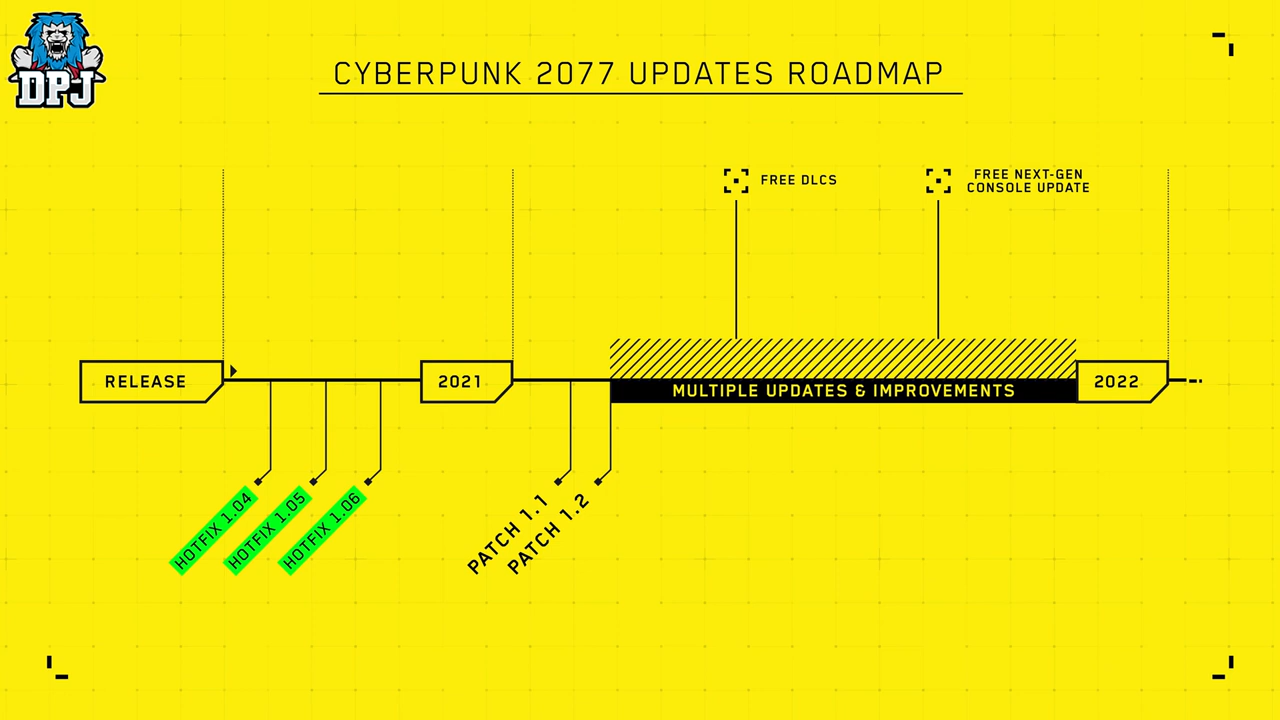 DPJ
CYBERPUNK 2077 UPDATES ROADMAP
FREE DLCS
FREE NEXT-GEN
CONSOLE UPDATE
RELEASE
2021
MULTIPLE UPDATES & IMPROVEMENTS
2022
HOTFIX 1.04
HOTFIX 1.05
HOTFIX 1.06
PATCH 1.1
PATCH 1.2